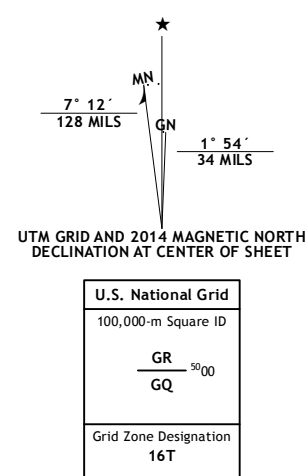 ★
MN
7° 12´
128 MILS
GN
1° 54´
34 MILS
UTM GRID AND 2014 MAGNETIC NORTH
DECLINATION AT CENTER OF SHEET
U.S. National Grid
100,000-m Square ID
GR
5000
GQ
Grid Zone Designation
16T